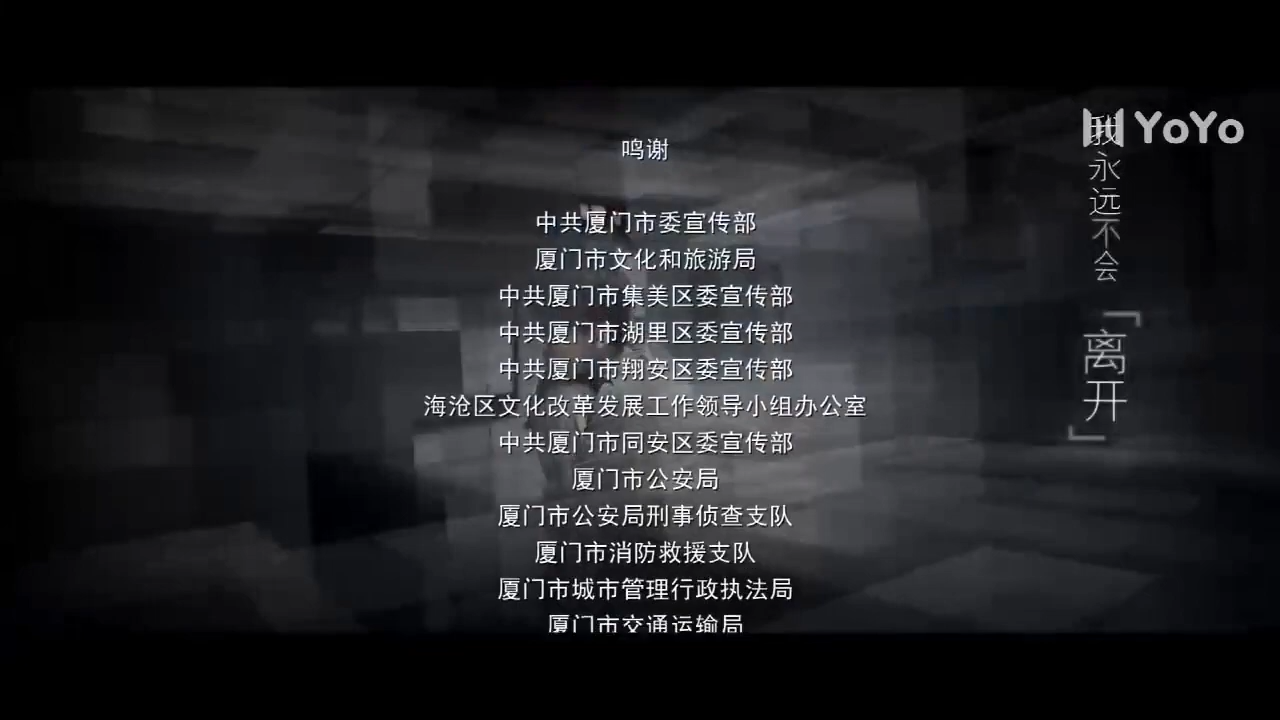 鸣谢
中共厦门市委宣传部
厦门市文化和旅游局
中共厦门市集美区委宣传部
中共厦门市湖里区委宣传部
中共厦门市翔安区委宣传部
海沧区文化改革发展工作领导小组办公室
中共厦门市同安区委宣传部
厦门市公安局
厦门市公安局刑事侦查支队
厦门市消防救援支队
厦门市城市管理行政执法局
厦门市交通运输局
YoYo
我永远不会
「离开」